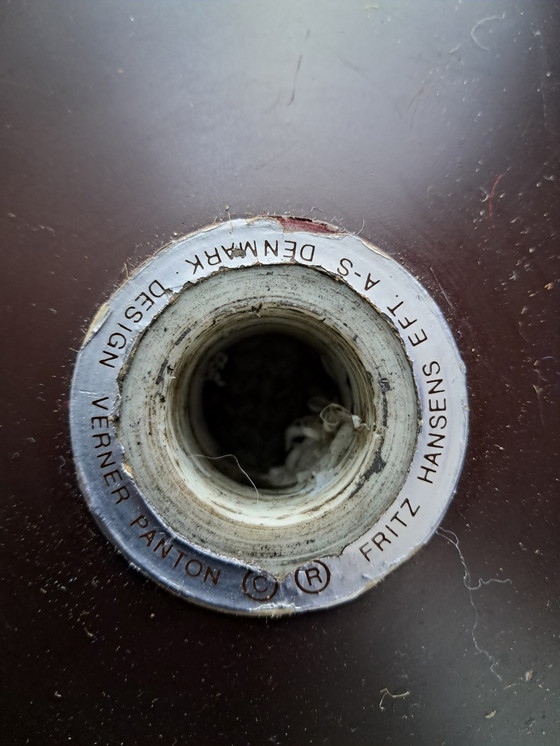 DESIGN VERNER PANTON © ® FRITZ HANSENS EFT. A-S DENMARK ·